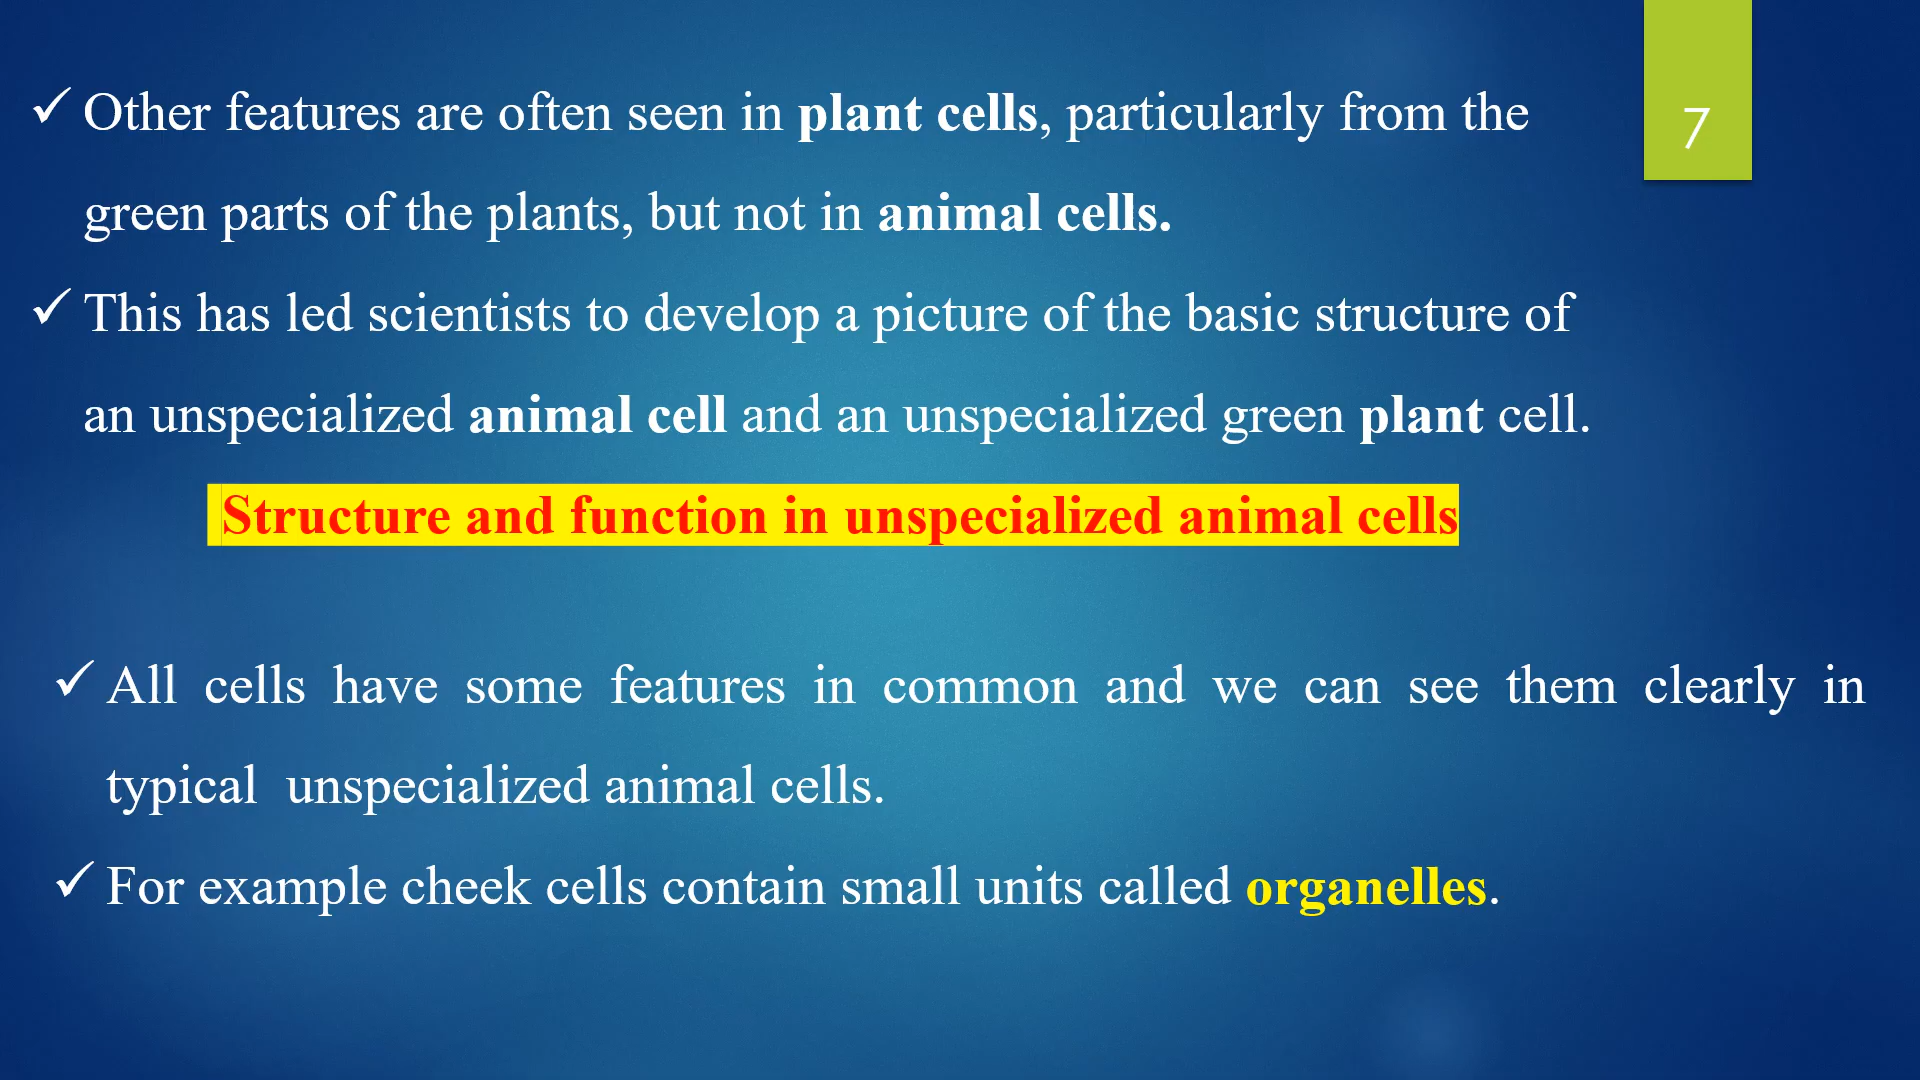 7
✓ Other features are often seen in plant cells, particularly from the
green parts of the plants, but not in animal cells.
✓ This has led scientists to develop a picture of the basic structure of
an unspecialized animal cell and an unspecialized green plant cell.
Structure and function in unspecialized animal cells
✓ All cells have some features in common and we can see them clearly in
typical unspecialized animal cells.
✓ For example cheek cells contain small units called organelles.